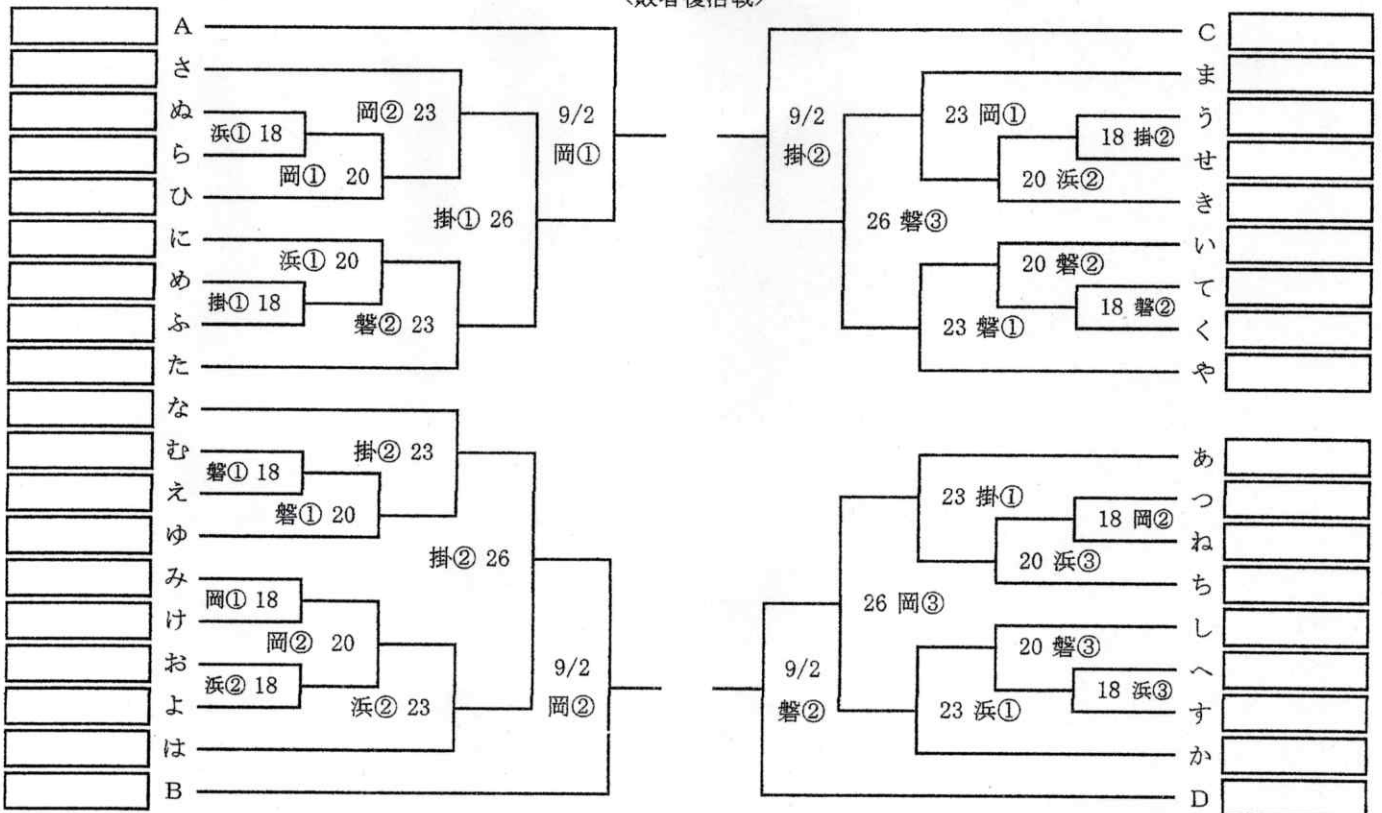 〈敗者復活戦〉
A
さ
ぬ
ら
ひ
に
め
ふ
た
な
む
え
ゆ
み
け
お
よ
は
B
浜① 18
岡① 20
岡② 23
浜① 20
掛① 18
磐② 23
掛① 26
9/2
岡①
磐① 18
磐① 20
掛② 23
岡① 18
浜② 18
岡② 20
浜② 23
掛② 26
9/2
岡②
C
ま
う
せ
き
い
て
く
や
あ
つ
ね
ち
し
へ
す
か
D
9/2
掛②
23 岡①
18 掛②
20 浜②
26 磐③
20 磐②
18 磐②
23 磐①
23 掛①
18 岡②
20 浜③
26 岡③
20 磐③
18 浜③
23 浜①
9/2
磐②